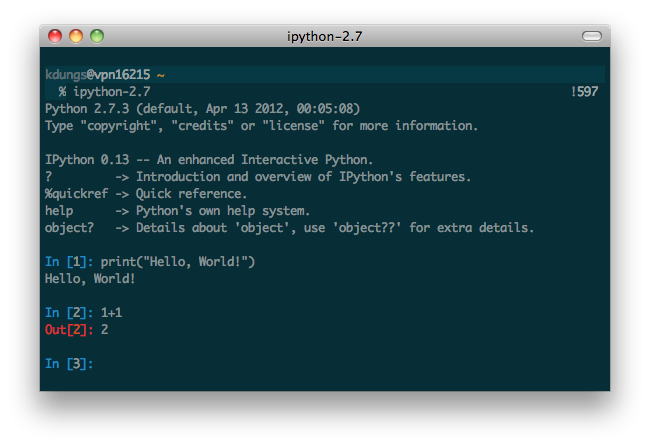 ipython-2.7
kdungs@vpn16215 ~
% ipython-2.7 !597
Python 2.7.3 (default, Apr 13 2012, 00:05:08)
Type "copyright", "credits" or "license" for more information.
IPython 0.13 -- An enhanced Interactive Python.
? -> Introduction and overview of IPython's features.
%quickref -> Quick reference.
help -> Python's own help system.
object? -> Details about 'object', use 'object??' for extra details.
In [1]: print("Hello, World!")
Hello, World!
In [2]: 1+1
Out[2]: 2
In [3]: